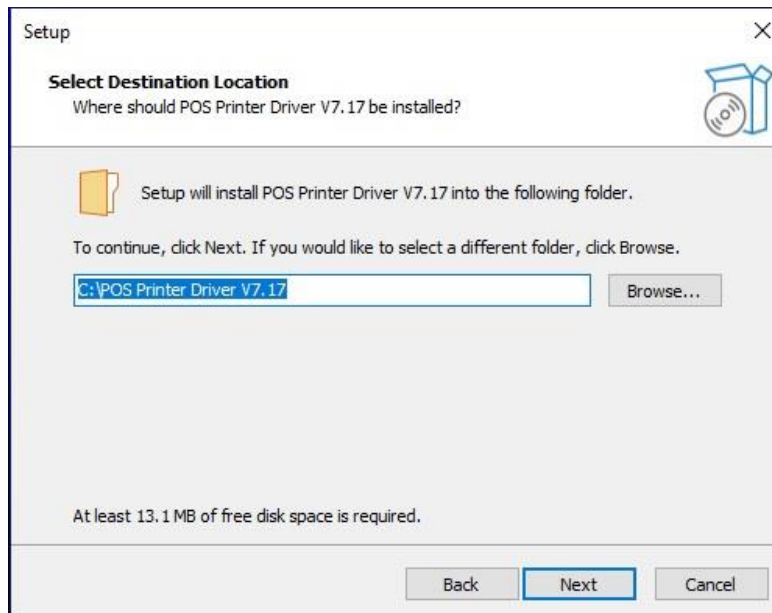 Setup
Select Destination Location
Where should POS Printer Driver V7.17 be installed?
Setup will install POS Printer Driver V7.17 into the following folder.
To continue, click Next. If you would like to select a different folder, click Browse.
C:\POS Printer Driver V7.17
Browse...
At least 13.1 MB of free disk space is required.
Back
Next
Cancel